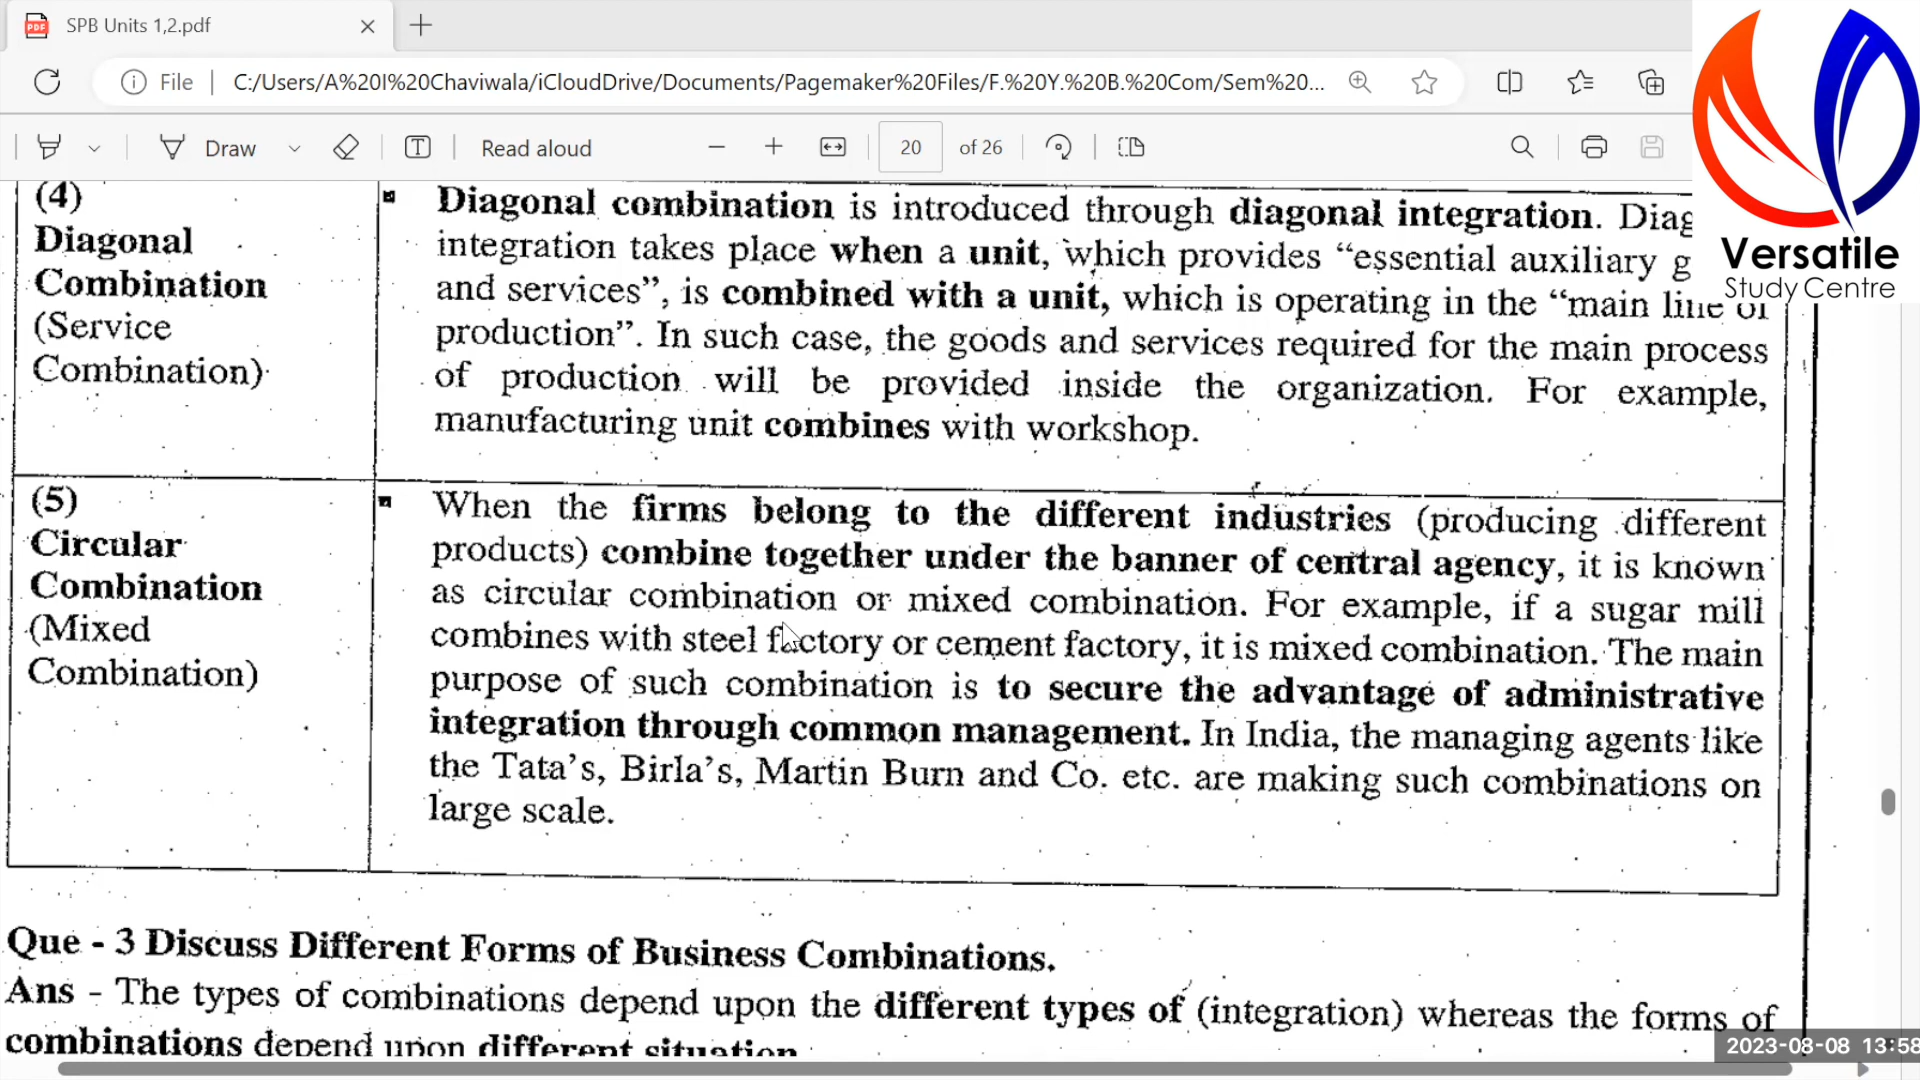 SPB Units 1,2.pdf
File
C:/Users/A%20I%20Chaviwala/iCloudDrive/Documents/Pagemaker%20Files/F.%20Y.%20B.%20Com/Sem%20...
Draw
Read aloud
20 of 26
Versatile
Study Centre
(4)
Diagonal
Combination
(Service
Combination)
Diagonal combination is introduced through diagonal integration. Diag
integration takes place when a unit, which provides "essential auxiliary g
and services", is combined with a unit, which is operating in the "main line of
production". In such case, the goods and services required for the main process
of production will be provided inside the organization. For example,
manufacturing unit combines with workshop.
(5)
Circular
Combination
(Mixed
Combination)
When the firms belong to the different industries (producing different
products) combine together under the banner of central agency, it is known
as circular combination or mixed combination. For example, if a sugar mill
combines with steel factory or cement factory, it is mixed combination. The main
purpose of such combination is to secure the advantage of administrative
integration through common management. In India, the managing agents like
the Tata's, Birla's, Martin Burn and Co. etc. are making such combinations on
large scale.
Que - 3 Discuss Different Forms of Business Combinations.
Ans - The types of combinations depend upon the different types of (integration) whereas the forms of
combinations depend upon different situation.
2023-08-08 13:58